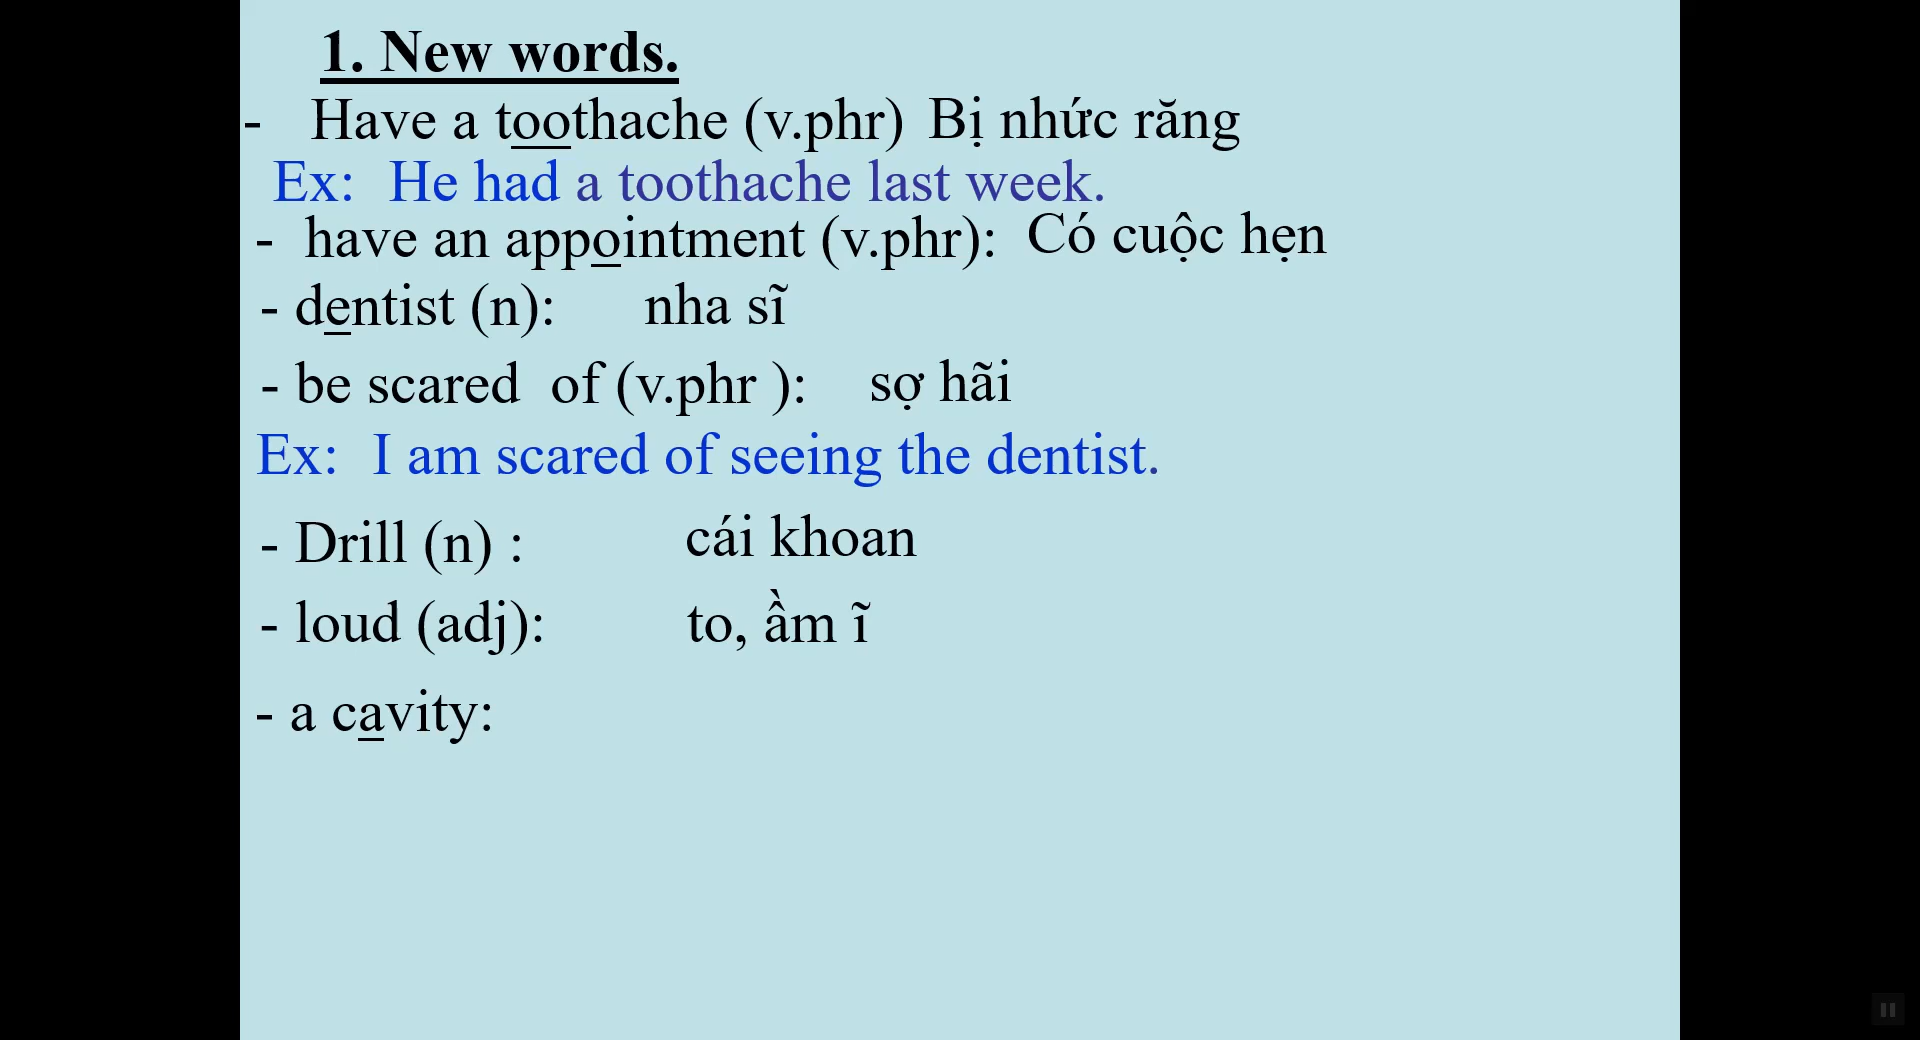 1. New words.
- Have a toothache (v.phr) Bị nhức răng
Ex: He had a toothache last week.
- have an appointment (v.phr): Có cuộc hẹn
- dentist (n): nha sĩ
- be scared of (v.phr ): sợ hãi
Ex: I am scared of seeing the dentist.
- Drill (n) : cái khoan
- loud (adj): to, ầm ĩ
- a cavity: